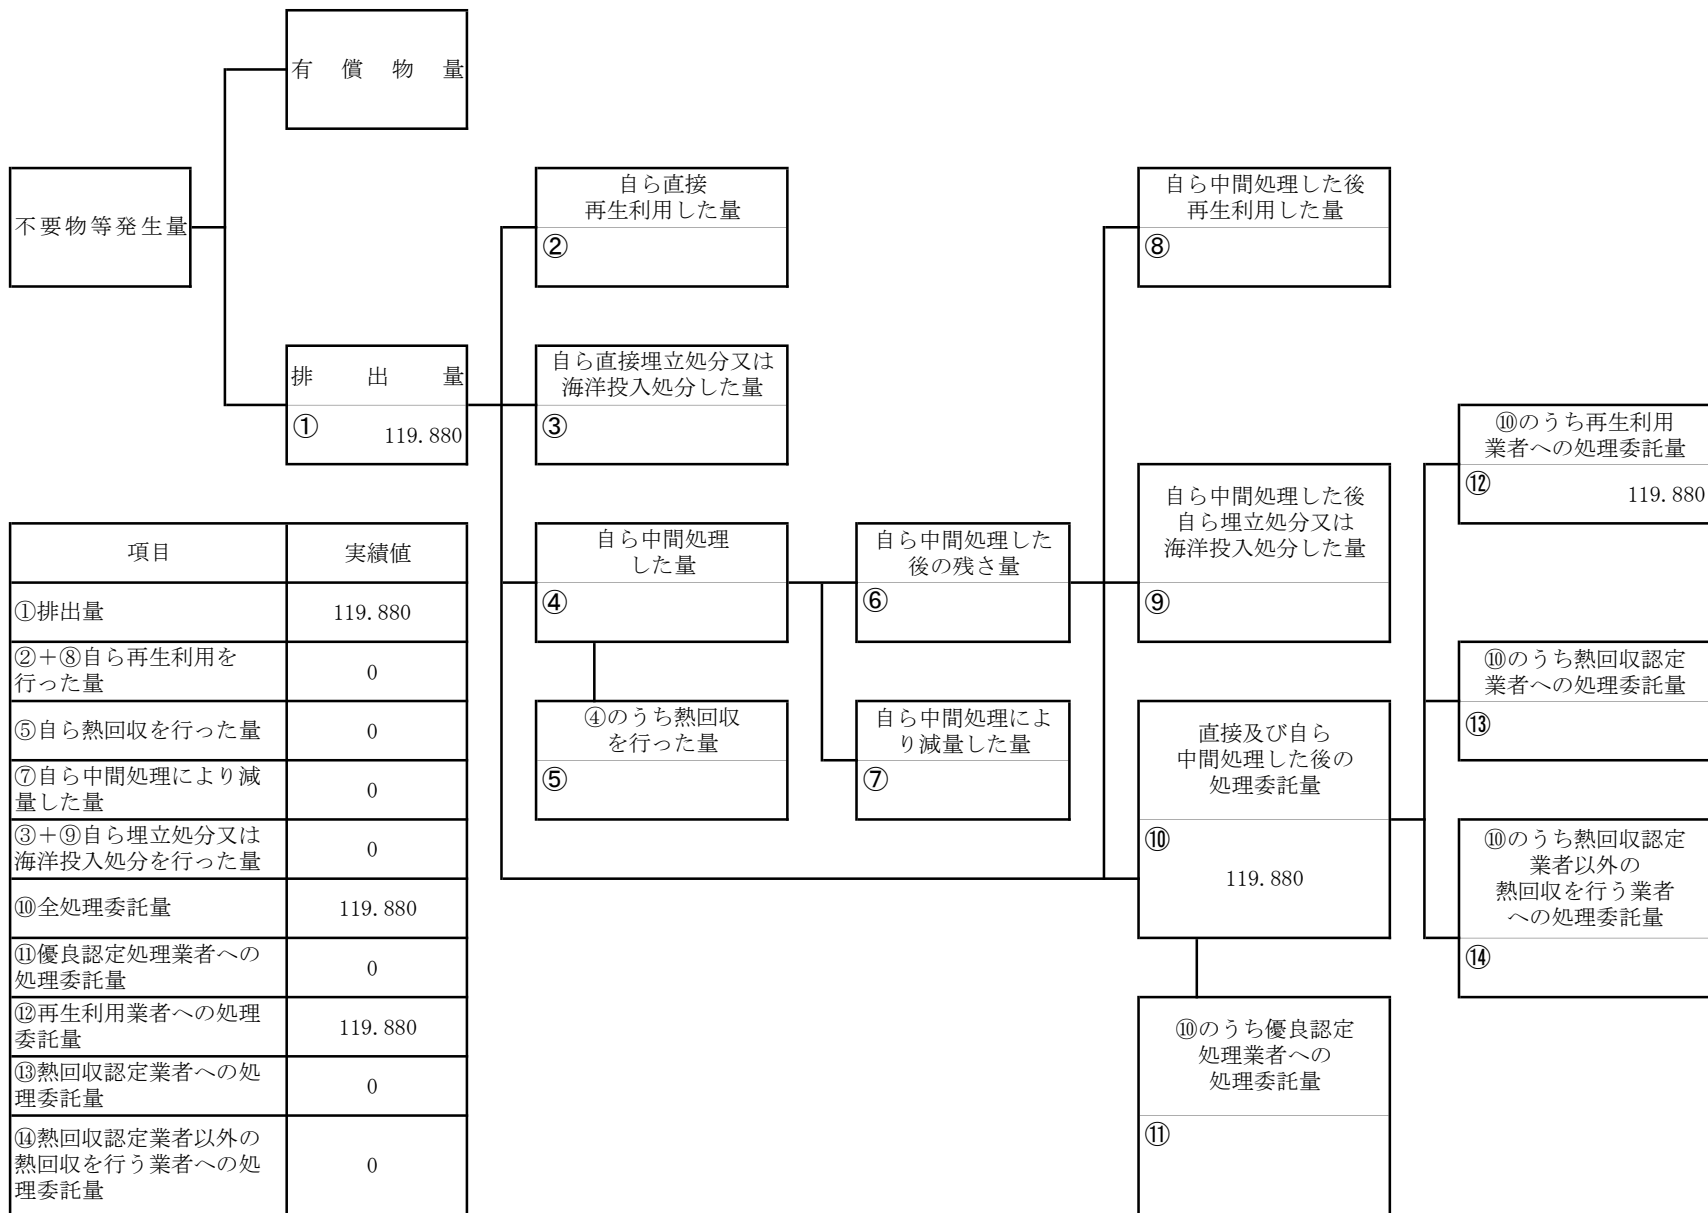 有償物量
不要物等発生量
排出量
①
119.880
自ら直接
再生利用した量
②
自ら直接埋立処分又は
海洋投入処分した量
③
自ら中間処理
した量
④
④のうち熱回収
を行った量
⑤
自ら中間処理した
後の残さ量
⑥
自ら中間処理によ
り減量した量
⑦
自ら中間処理した後
再生利用した量
⑧
自ら中間処理した後
自ら埋立処分又は
海洋投入処分した量
⑨
直接及び自ら
中間処理した後の
処理委託量
⑩
119.880
⑩のうち優良認定
処理業者への
処理委託量
⑪
⑩のうち再生利用
業者への処理委託量
⑫
119.880
⑩のうち熱回収認定
業者への処理委託量
⑬
⑩のうち熱回収認定
業者以外の
熱回収を行う業者
への処理委託量
⑭
項目 実績値
①排出量 119.880
②＋⑧自ら再生利用を
行った量
0
⑤自ら熱回収を行った量 0
⑦自ら中間処理により減
量した量
0
③＋⑨自ら埋立処分又は
海洋投入処分を行った量
0
⑩全処理委託量 119.880
⑪優良認定処理業者への
処理委託量
0
⑫再生利用業者への処理
委託量
119.880
⑬熱回収認定業者への処
理委託量
0
⑭熱回収認定業者以外の
熱回収を行う業者への処
理委託量
0